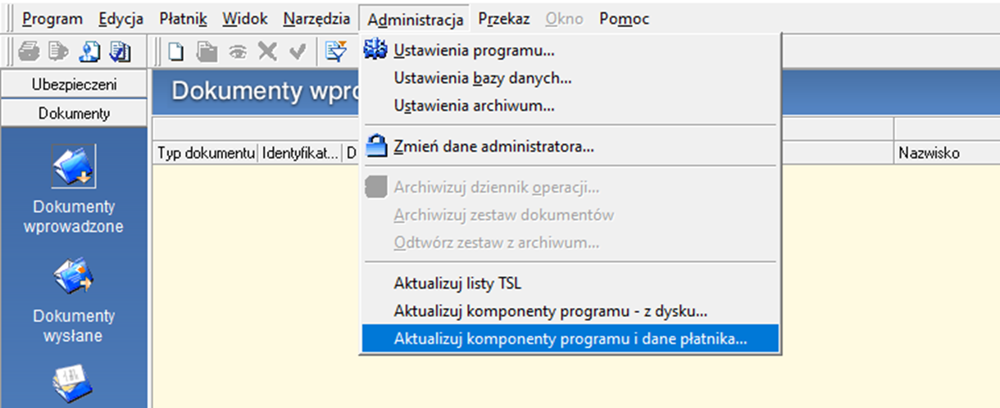 Program Edycja Płatnik Widok Narzędzia Administracja Przekaz Okno Pomoc
Ubezpieczeni
Dokumenty
Dokumenty
wprowadzone
Dokumenty
wysłane
Dokumenty wpro
Typ dokumentu Identyfikat... D
Nazwisko
Ustawienia programu...
Ustawienia bazy danych...
Ustawienia archiwum...
Zmień dane administratora...
Archiwizuj dziennik operacji...
Archiwizuj zestaw dokumentów
Odtwórz zestaw z archiwum...
Aktualizuj listy TSL
Aktualizuj komponenty programu - z dysku...
Aktualizuj komponenty programu i dane płatnika...